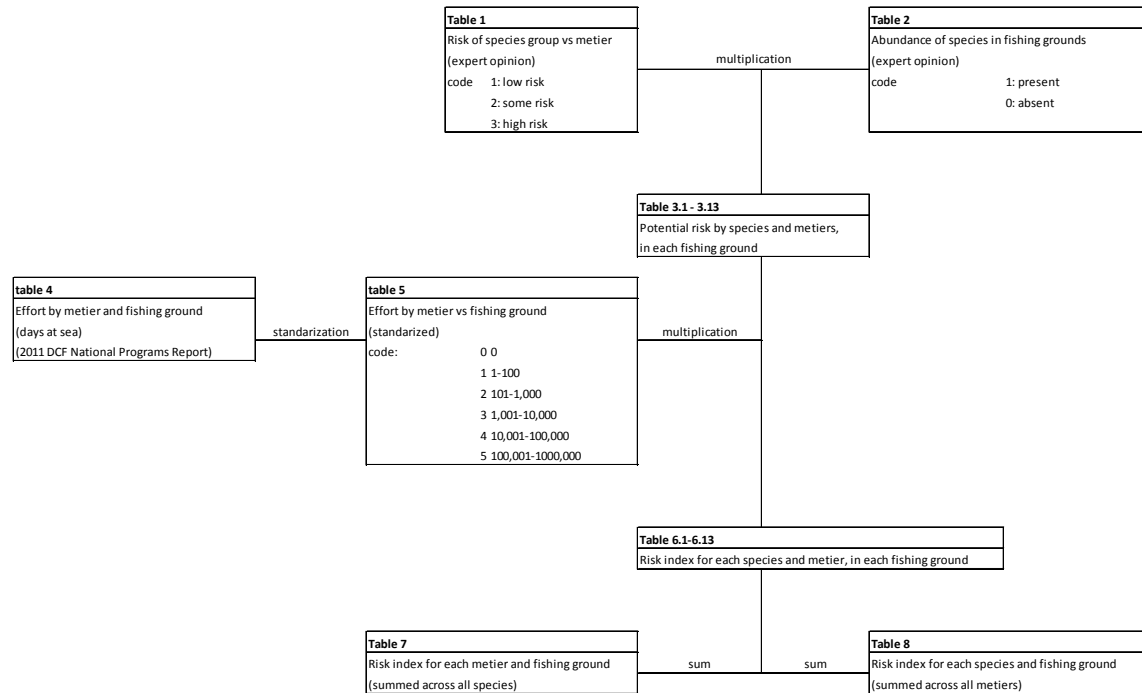 Table 1
Risk of species group vs metier
(expert opinion)
code 1: low risk
2: some risk
3: high risk
multiplication
Table 2
Abundance of species in fishing grounds
(expert opinion)
code 1: present
0: absent
Table 3.1 - 3.13
Potential risk by species and metiers,
in each fishing ground
table 4
Effort by metier and fishing ground
(days at sea)
(2011 DCF National Programs Report)
standarization
table 5
Effort by metier vs fishing ground
(standarized)
code: 0 0
1 1-100
2 101-1,000
3 1,001-10,000
4 10,001-100,000
5 100,001-1000,000
multiplication
Table 6.1-6.13
Risk index for each species and metier, in each fishing ground
Table 7
Risk index for each metier and fishing ground
(summed across all species)
sum
sum
Table 8
Risk index for each species and fishing ground
(summed across all metiers)